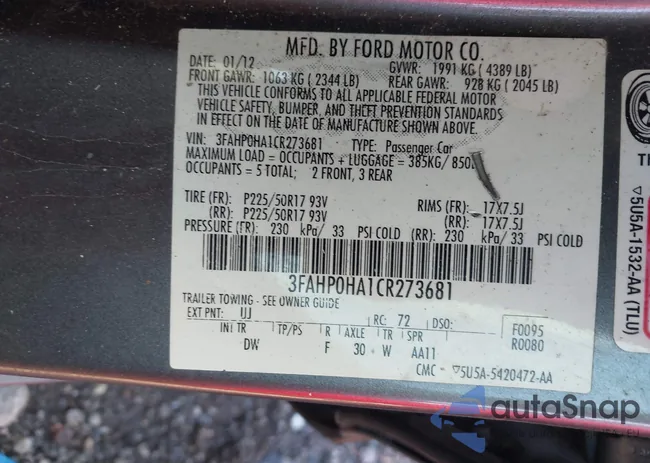 MFD. BY FORD MOTOR CO.
DATE: 01/12 GVWR: 1991 KG ( 4389 LB)
FRONT GAWR: 1063 KG ( 2344 LB) REAR GAWR: 928 KG ( 2045 LB)
THIS VEHICLE CONFORMS TO ALL APPLICABLE FEDERAL MOTOR
VEHICLE SAFETY, BUMPER, AND THEFT PREVENTION STANDARDS
IN EFFECT ON THE DATE OF MANUFACTURE SHOWN ABOVE.
VIN: 3FAHP0HA1CR273681 TYPE: Passenger Car
MAXIMUM LOAD = OCCUPANTS + LUGGAGE = 385KG/ 850
OCCUPANTS = 5 TOTAL; 2 FRONT, 3 REAR
TIRE (FR): P225/50R17 93V RIMS (FR): 17X7.5J
(RR): P225/50R17 93V (RR): 17X7.5J
PRESSURE (FR): 230 kPa/ 33 PSI COLD (RR): 230 kPa/ 33 PSI COLD
3FAHP0HA1CR273681
TRAILER TOWING - SEE OWNER GUIDE
EXT PNT: UJ RC: 72 DSO: F0095
INT TR TP/PS R AXLE TR SPR R0080
DW F 30 W AA11
CMC 5U5A-5420472-AA
5U5A-1532-AA (TLU)
autoSnap